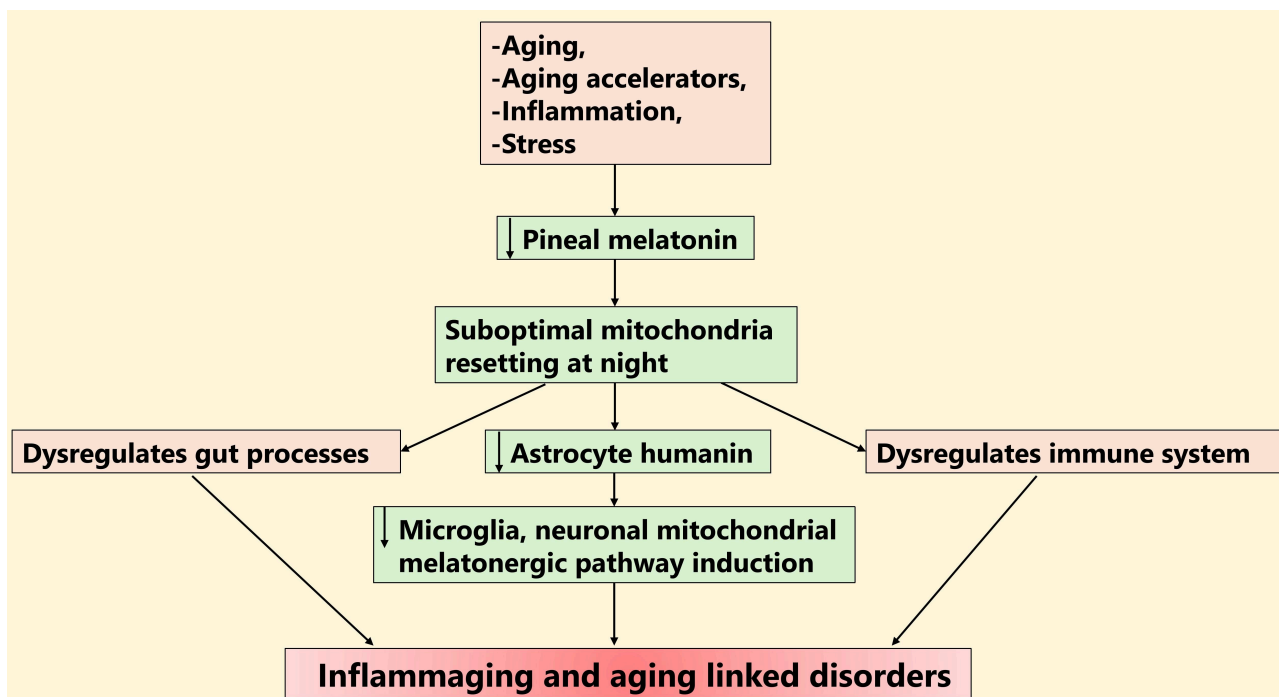 -Aging,
-Aging accelerators,
-Inflammation,
-Stress
Pineal melatonin
Suboptimal mitochondria
resetting at night
Dysregulates gut processes
Astrocyte humanin
Dysregulates immune system
Microglia, neuronal mitochondrial
melatonergic pathway induction
Inflammaging and aging linked disorders